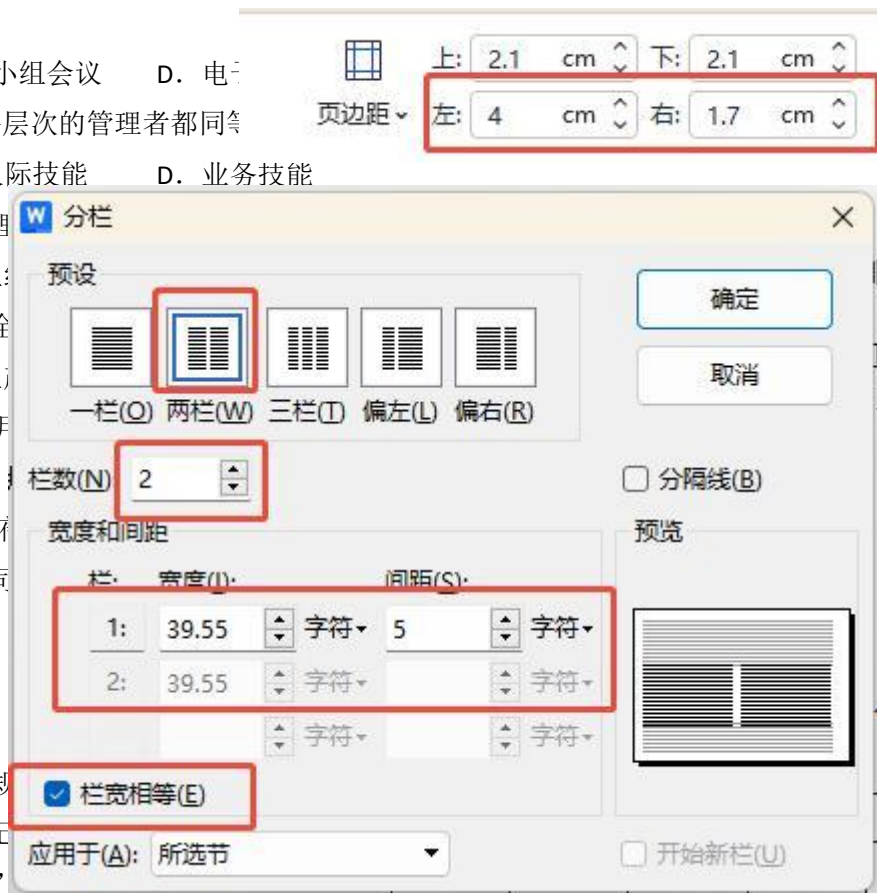 上: 2.1 cm 下: 2.1 cm
小组会议 D. 电
页边距 左: 4 cm 右: 1.7 cm
层次的管理者都同等
际技能 D. 业务技能
W 分栏
预设
确定
取消
一栏(O) 两栏(W) 三栏(T) 偏左(L) 偏右(R)
栏数(N) 2
分隔线(B)
宽度和间距
预览
栏: 宽度(I): 间距(S):
1: 39.55 字符 5 字符
2: 39.55 字符 字符
字符 字符
栏宽相等(E)
应用于(A): 所选节
开始新栏(U)